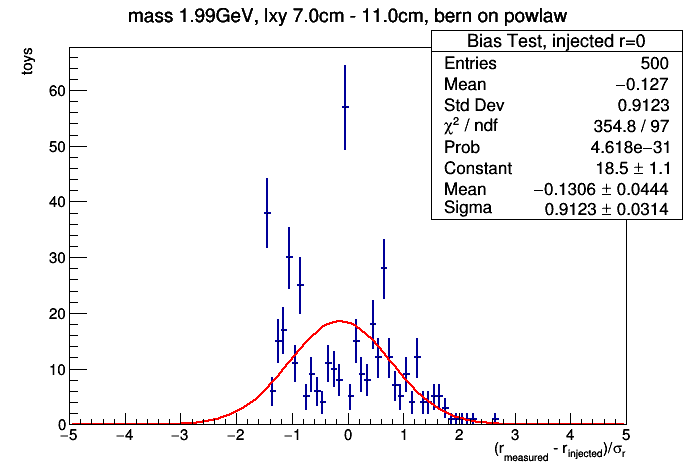 mass 1.99GeV, lxy 7.0cm - 11.0cm, bern on powlaw
toys
Bias Test, injected r=0
Entries 500
Mean −0.127
Std Dev 0.9123
χ² / ndf 354.8 / 97
Prob 4.618e−31
Constant 18.5 ± 1.1
Mean −0.1306 ± 0.0444
Sigma 0.9123 ± 0.0314
60
50
40
30
20
10
0
−5 −4 −3 −2 −1 0 1 2 3 4 5
(r_measured - r_injected)/σ_r